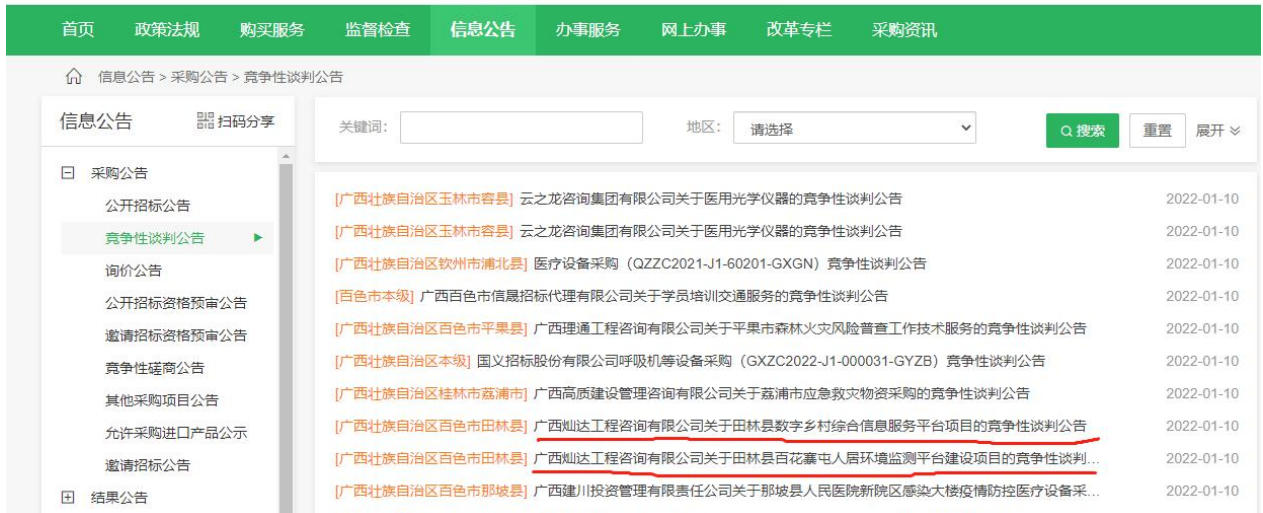 首页 政策法规 购买服务 监督检查 信息公告 办事服务 网上办事 改革专栏 采购资讯
信息公告 > 采购公告 > 竞争性谈判公告
信息公告 扫码分享
采购公告
公开招标公告
竞争性谈判公告
询价公告
公开招标资格预审公告
邀请招标资格预审公告
竞争性磋商公告
其他采购项目公告
允许采购进口产品公示
邀请招标公告
结果公告
关键词: 地区: 请选择 搜索 重置 展开
[广西壮族自治区玉林市容县] 云之龙咨询集团有限公司关于医用光学仪器的竞争性谈判公告 2022-01-10
[广西壮族自治区玉林市容县] 云之龙咨询集团有限公司关于医用光学仪器的竞争性谈判公告 2022-01-10
[广西壮族自治区钦州市浦北县] 医疗设备采购（QZZC2021-J1-60201-GXGN）竞争性谈判公告 2022-01-10
[百色市本级] 广西百色市信晟招标代理有限公司关于学员培训交通服务的竞争性谈判公告 2022-01-10
[广西壮族自治区百色市平果县] 广西理通工程咨询有限公司关于平果市森林火灾风险普查工作技术服务的竞争性谈判公告 2022-01-10
[广西壮族自治区本级] 国义招标股份有限公司呼吸机等设备采购（GXZC2022-J1-000031-GYZB）竞争性谈判公告 2022-01-10
[广西壮族自治区桂林市荔浦市] 广西高质建设管理咨询有限公司关于荔浦市应急救灾物资采购的竞争性谈判公告 2022-01-10
[广西壮族自治区百色市田林县] 广西灿达工程咨询有限公司关于田林县数字乡村综合信息服务平台项目的竞争性谈判公告 2022-01-10
[广西壮族自治区百色市田林县] 广西灿达工程咨询有限公司关于田林县百花寨屯人居环境监测平台建设项目的竞争性谈判... 2022-01-10
[广西壮族自治区百色市那坡县] 广西建川投资管理有限责任公司关于那坡县人民医院新院区感染大楼疫情防控医疗设备采... 2022-01-10